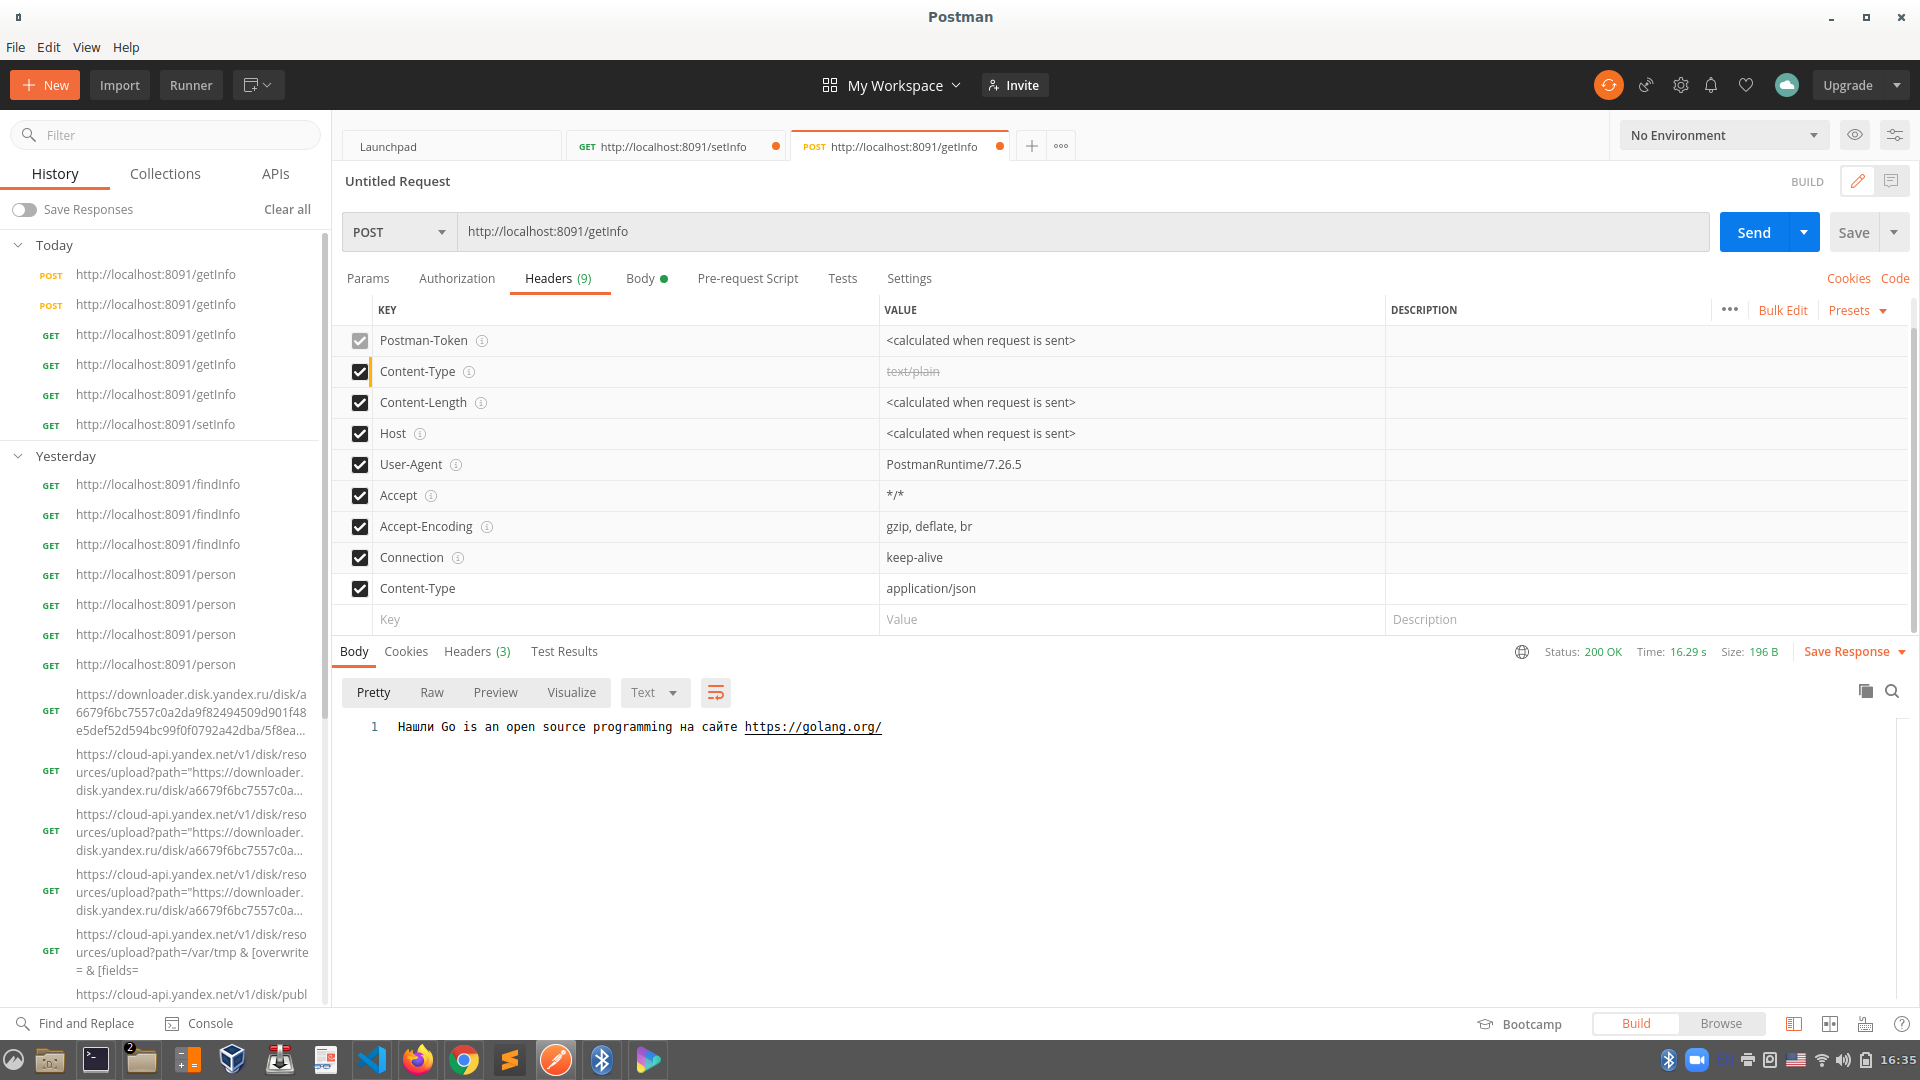 Postman
File Edit View Help
New Import Runner My Workspace Invite Upgrade
Filter
History Collections APIs
Save Responses Clear all
Today
POST http://localhost:8091/getInfo
POST http://localhost:8091/getInfo
GET http://localhost:8091/getInfo
GET http://localhost:8091/getInfo
GET http://localhost:8091/getInfo
GET http://localhost:8091/setInfo
Yesterday
GET http://localhost:8091/findInfo
GET http://localhost:8091/findInfo
GET http://localhost:8091/findInfo
GET http://localhost:8091/person
GET http://localhost:8091/person
GET http://localhost:8091/person
GET http://localhost:8091/person
https://downloader.disk.yandex.ru/disk/a
GET 6679f6bc7557c0a2da9f82494509d901f48
e5def52d594bc99f0f0792a42dba/5f8ea...
https://cloud-api.yandex.net/v1/disk/reso
GET urces/upload?path="https://downloader.
disk.yandex.ru/disk/a6679f6bc7557c0a...
https://cloud-api.yandex.net/v1/disk/reso
GET urces/upload?path="https://downloader.
disk.yandex.ru/disk/a6679f6bc7557c0a...
https://cloud-api.yandex.net/v1/disk/reso
GET urces/upload?path="https://downloader.
disk.yandex.ru/disk/a6679f6bc7557c0a...
https://cloud-api.yandex.net/v1/disk/reso
GET urces/upload?path=/var/tmp & [overwrite
= & [fields=
https://cloud-api.yandex.net/v1/disk/publ
Launchpad GET http://localhost:8091/setInfo POST http://localhost:8091/getInfo No Environment
Untitled Request BUILD
POST http://localhost:8091/getInfo Send Save
Params Authorization Headers (9) Body Pre-request Script Tests Settings Cookies Code
KEY VALUE DESCRIPTION Bulk Edit Presets
Postman-Token <calculated when request is sent>
Content-Type text/plain
Content-Length <calculated when request is sent>
Host <calculated when request is sent>
User-Agent PostmanRuntime/7.26.5
Accept */*
Accept-Encoding gzip, deflate, br
Connection keep-alive
Content-Type application/json
Key Value Description
Body Cookies Headers (3) Test Results Status: 200 OK Time: 16.29 s Size: 196 B Save Response
Pretty Raw Preview Visualize Text
1 Нашли Go is an open source programming на сайте https://golang.org/
Find and Replace Console Bootcamp Build Browse
2 16:35